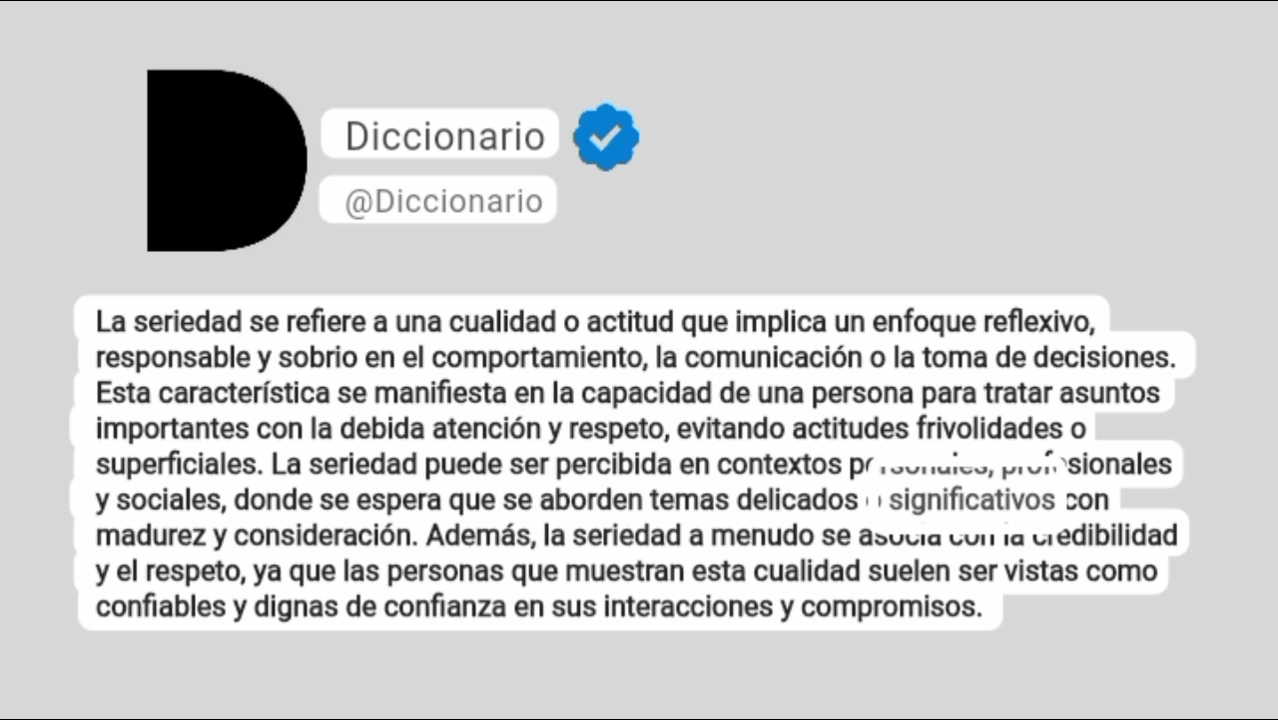 Diccionario
@Diccionario
La seriedad se refiere a una cualidad o actitud que implica un enfoque reflexivo,
responsable y sobrio en el comportamiento, la comunicación o la toma de decisiones.
Esta característica se manifiesta en la capacidad de una persona para tratar asuntos
importantes con la debida atención y respeto, evitando actitudes frivolidades o
superficiales. La seriedad puede ser percibida en contextos personales, profesionales
y sociales, donde se espera que se aborden temas delicados o significativos con
madurez y consideración. Además, la seriedad a menudo se asocia con la credibilidad
y el respeto, ya que las personas que muestran esta cualidad suelen ser vistas como
confiables y dignas de confianza en sus interacciones y compromisos.